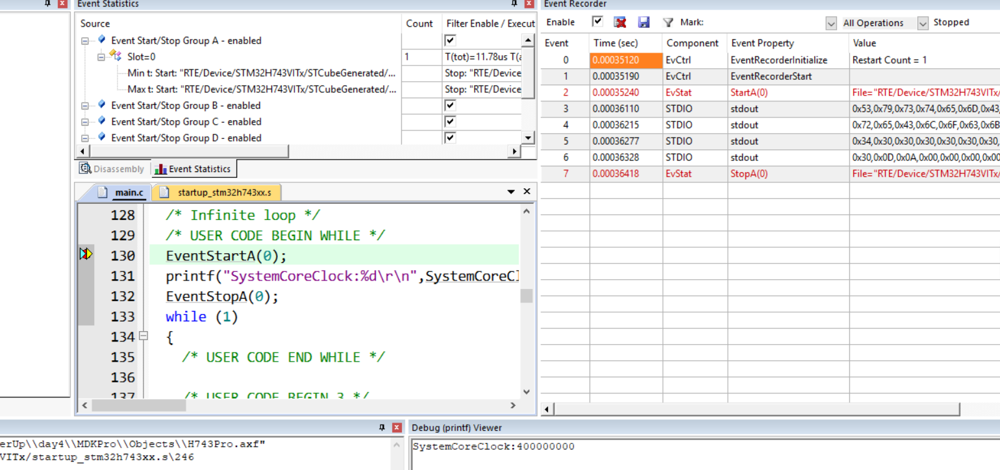 Event Statistics
Source Count Filter Enable / Execut
Event Start/Stop Group A - enabled
Slot=0 1 T(tot)=11.78us T(a
Min t: Start: "RTE/Device/STM32H743VITx/STCubeGenerated/... Stop: "RTE/Device
Max t: Start: "RTE/Device/STM32H743VITx/STCubeGenerated/... Stop: "RTE/Device
Event Start/Stop Group B - enabled
Event Start/Stop Group C - enabled
Event Start/Stop Group D - enabled
Disassembly Event Statistics
main.c startup_stm32h743xx.s
128 /* Infinite loop */
129 /* USER CODE BEGIN WHILE */
130 EventStartA(0);
131 printf("SystemCoreClock:%d\r\n",SystemCoreCl
132 EventStopA(0);
133 while (1)
134 {
135 /* USER CODE END WHILE */
136
137 /* USER CODE BEGIN 3 */
Event Recorder
Enable Mark: All Operations Stopped
Event Time (sec) Component Event Property Value
0 0.00035120 EvCtrl EventRecorderInitialize Restart Count = 1
1 0.00035190 EvCtrl EventRecorderStart
2 0.00035240 EvStat StartA(0) File="RTE/Device/STM32H743VITx/
3 0.00036110 STDIO stdout 0x53,0x79,0x73,0x74,0x65,0x6D,0x43,
4 0.00036215 STDIO stdout 0x72,0x65,0x43,0x6C,0x6F,0x63,0x6B
5 0.00036277 STDIO stdout 0x34,0x30,0x30,0x30,0x30,0x30,0x30,
6 0.00036328 STDIO stdout 0x30,0x0D,0x0A,0x00,0x00,0x00,0x00
7 0.00036418 EvStat StopA(0) File="RTE/Device/STM32H743VITx/
erUp\\day4\\MDKPro\\Objects\\H743Pro.axf"
VITx/startup_stm32h743xx.s\246
Debug (printf) Viewer
SystemCoreClock:400000000